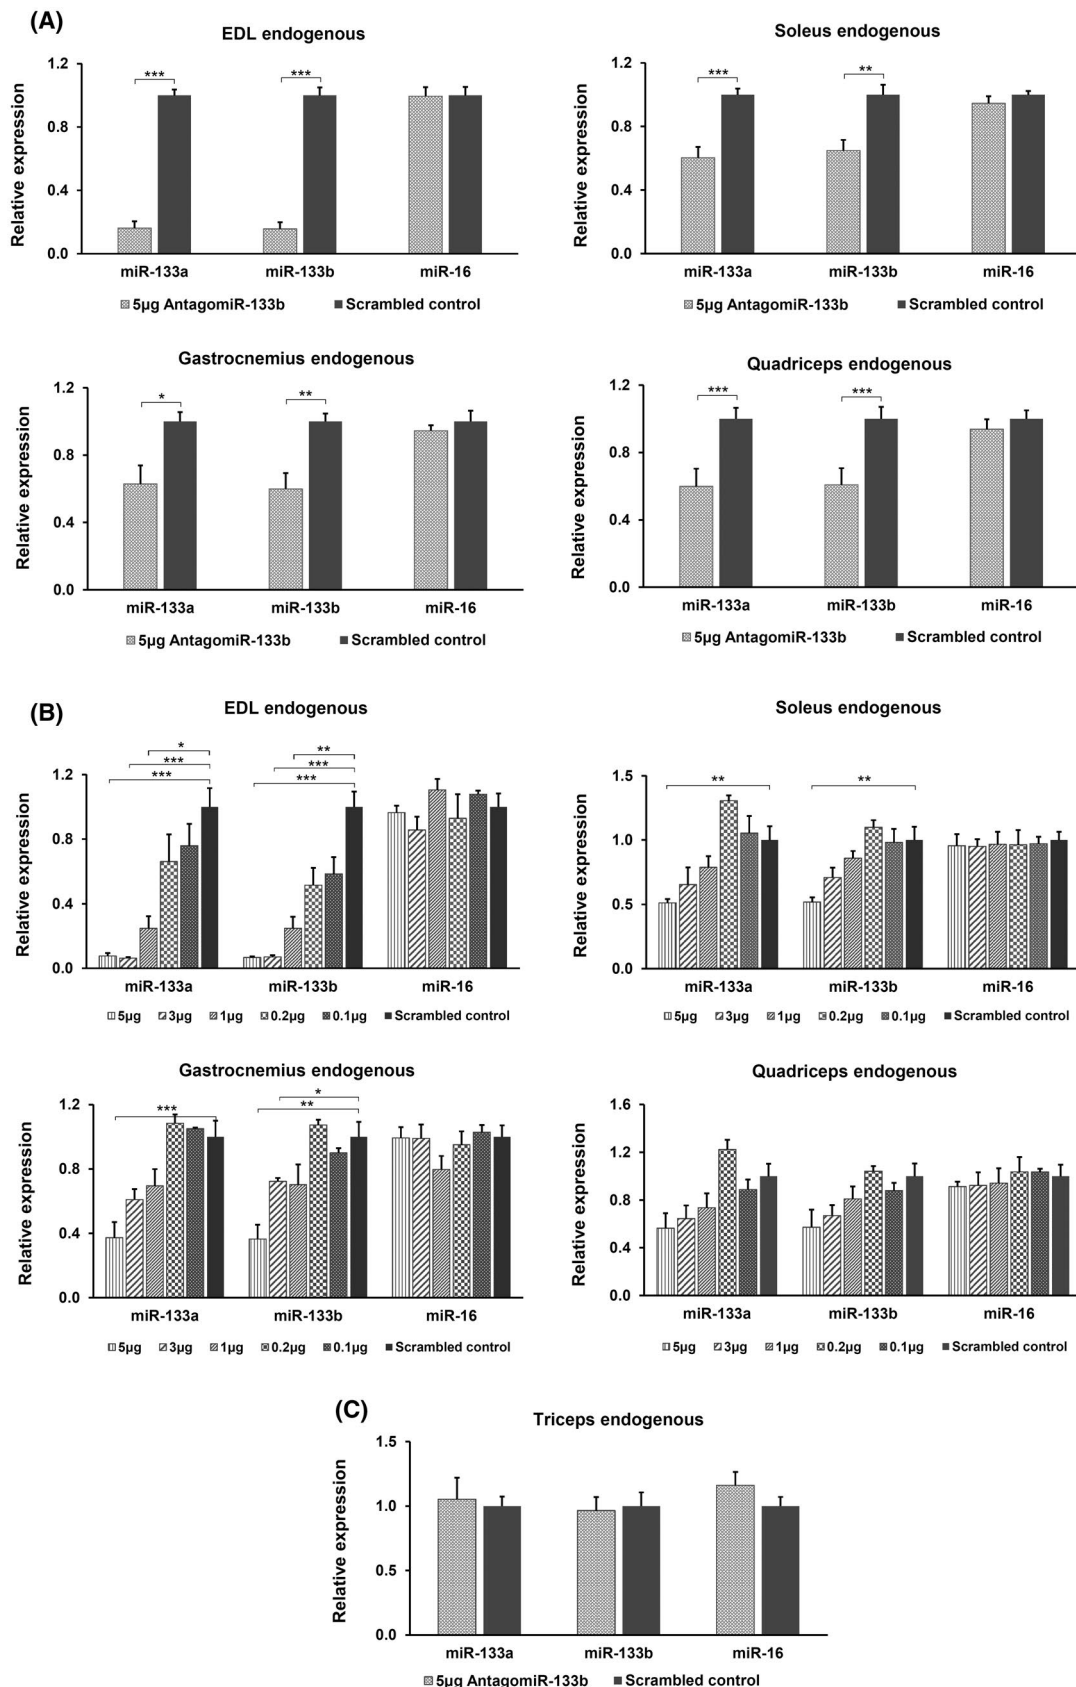 (A)
EDL endogenous
Relative expression
1.2
0.8
0.4
0.0
***
***
miR-133a miR-133b miR-16
5µg AntagomiR-133b Scrambled control
Soleus endogenous
Relative expression
1.2
0.8
0.4
0.0
***
**
miR-133a miR-133b miR-16
5µg AntagomiR-133b Scrambled control
Gastrocnemius endogenous
Relative expression
1.2
0.8
0.4
0.0
*
**
miR-133a miR-133b miR-16
5µg AntagomiR-133b Scrambled control
Quadriceps endogenous
Relative expression
1.2
0.8
0.4
0.0
***
***
miR-133a miR-133b miR-16
5µg AntagomiR-133b Scrambled control
(B)
EDL endogenous
Relative expression
1.2
0.8
0.4
0.0
*
***
***
**
***
***
miR-133a miR-133b miR-16
5µg 3µg 1µg 0.2µg 0.1µg Scrambled control
Soleus endogenous
Relative expression
1.5
1.0
0.5
0.0
**
**
miR-133a miR-133b miR-16
5µg 3µg 1µg 0.2µg 0.1µg Scrambled control
Gastrocnemius endogenous
Relative expression
1.2
0.8
0.4
0.0
***
*
**
miR-133a miR-133b miR-16
5µg 3µg 1µg 0.2µg 0.1µg Scrambled control
Quadriceps endogenous
Relative expression
1.6
1.2
0.8
0.4
0.0
miR-133a miR-133b miR-16
5µg 3µg 1µg 0.2µg 0.1µg Scrambled control
(C)
Triceps endogenous
Relative expression
1.5
1.0
0.5
0.0
miR-133a miR-133b miR-16
5µg AntagomiR-133b Scrambled control